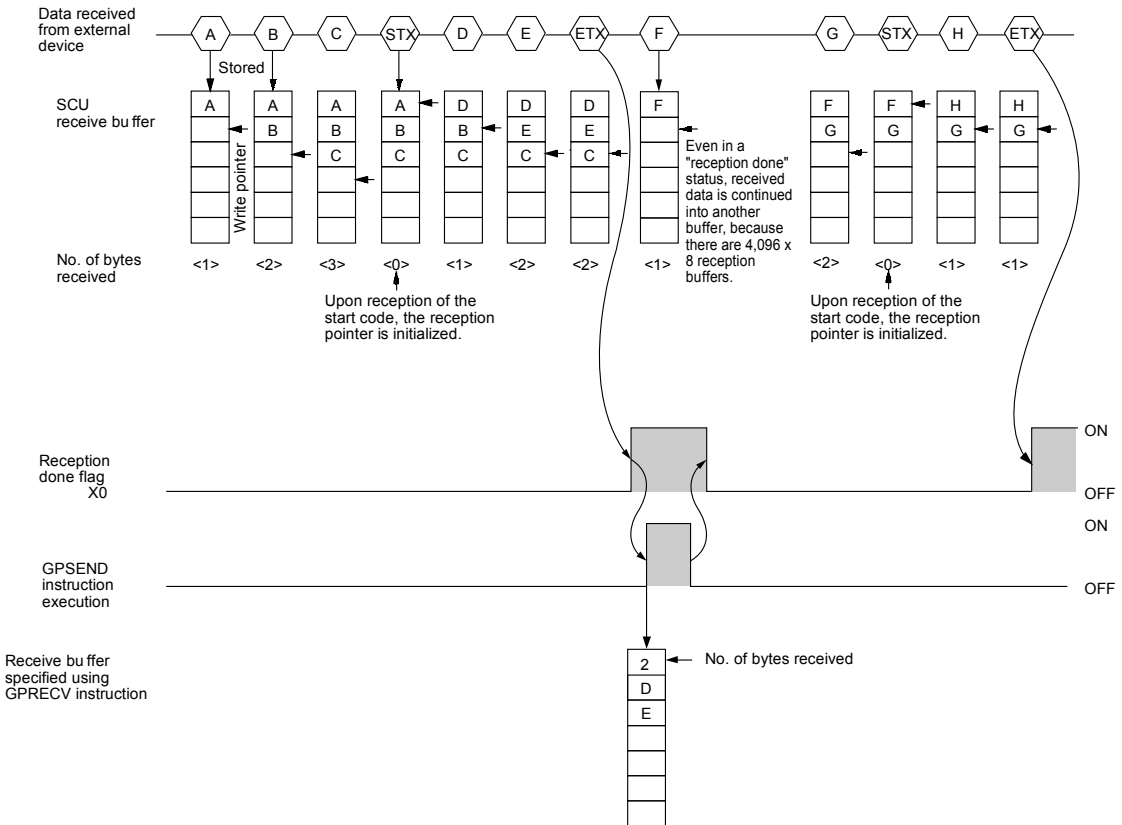 Data received
from external
device
A B C STX D E ETX F G STX H ETX
Stored
SCU
receive buffer
A A A A D D D F F F H H
B B B B E E G G G G
C C C C C
Write pointer
Even in a
"reception done"
status, received
data is continued
into another
buffer, because
there are 4,096 x
8 reception
buffers.
No. of bytes
received
<1> <2> <3> <0> <1> <2> <2> <1> <2> <0> <1> <1>
Upon reception of the
start code, the reception
pointer is initialized.
Upon reception of the
start code, the reception
pointer is initialized.
Reception
done flag
X0
ON
OFF
GPSEND
instruction
execution
ON
OFF
Receive buffer
specified using
GPRECV instruction
2
D
E
No. of bytes received